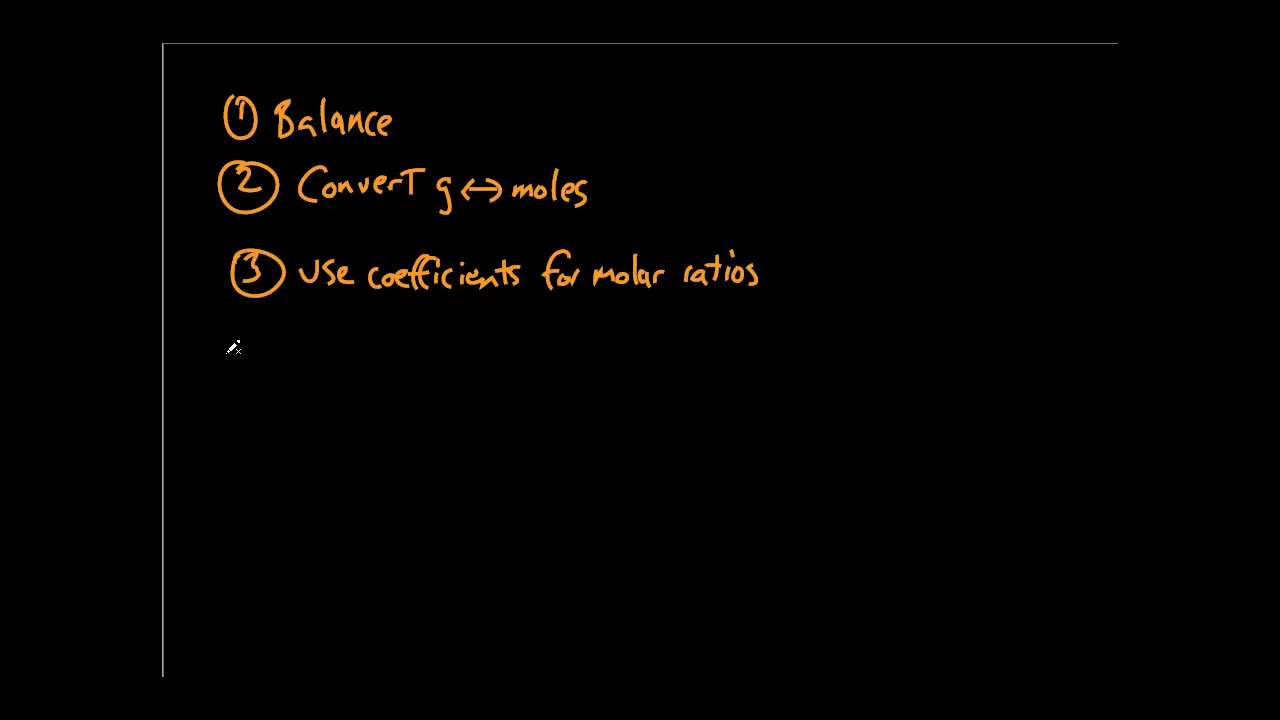 ① Balance
② Convert g ↔ moles
③ Use coefficients for molar ratios